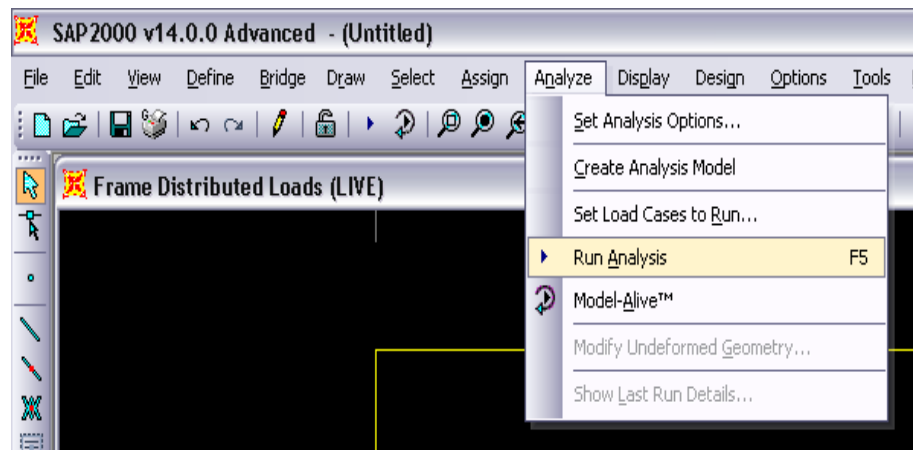 SAP2000 v14.0.0 Advanced - (Untitled)
File Edit View Define Bridge Draw Select Assign Analyze Display Design Options Tools
Set Analysis Options...
Create Analysis Model
Frame Distributed Loads (LIVE)
Set Load Cases to Run...
Run Analysis F5
Model-Alive™
Modify Undeformed Geometry...
Show Last Run Details...